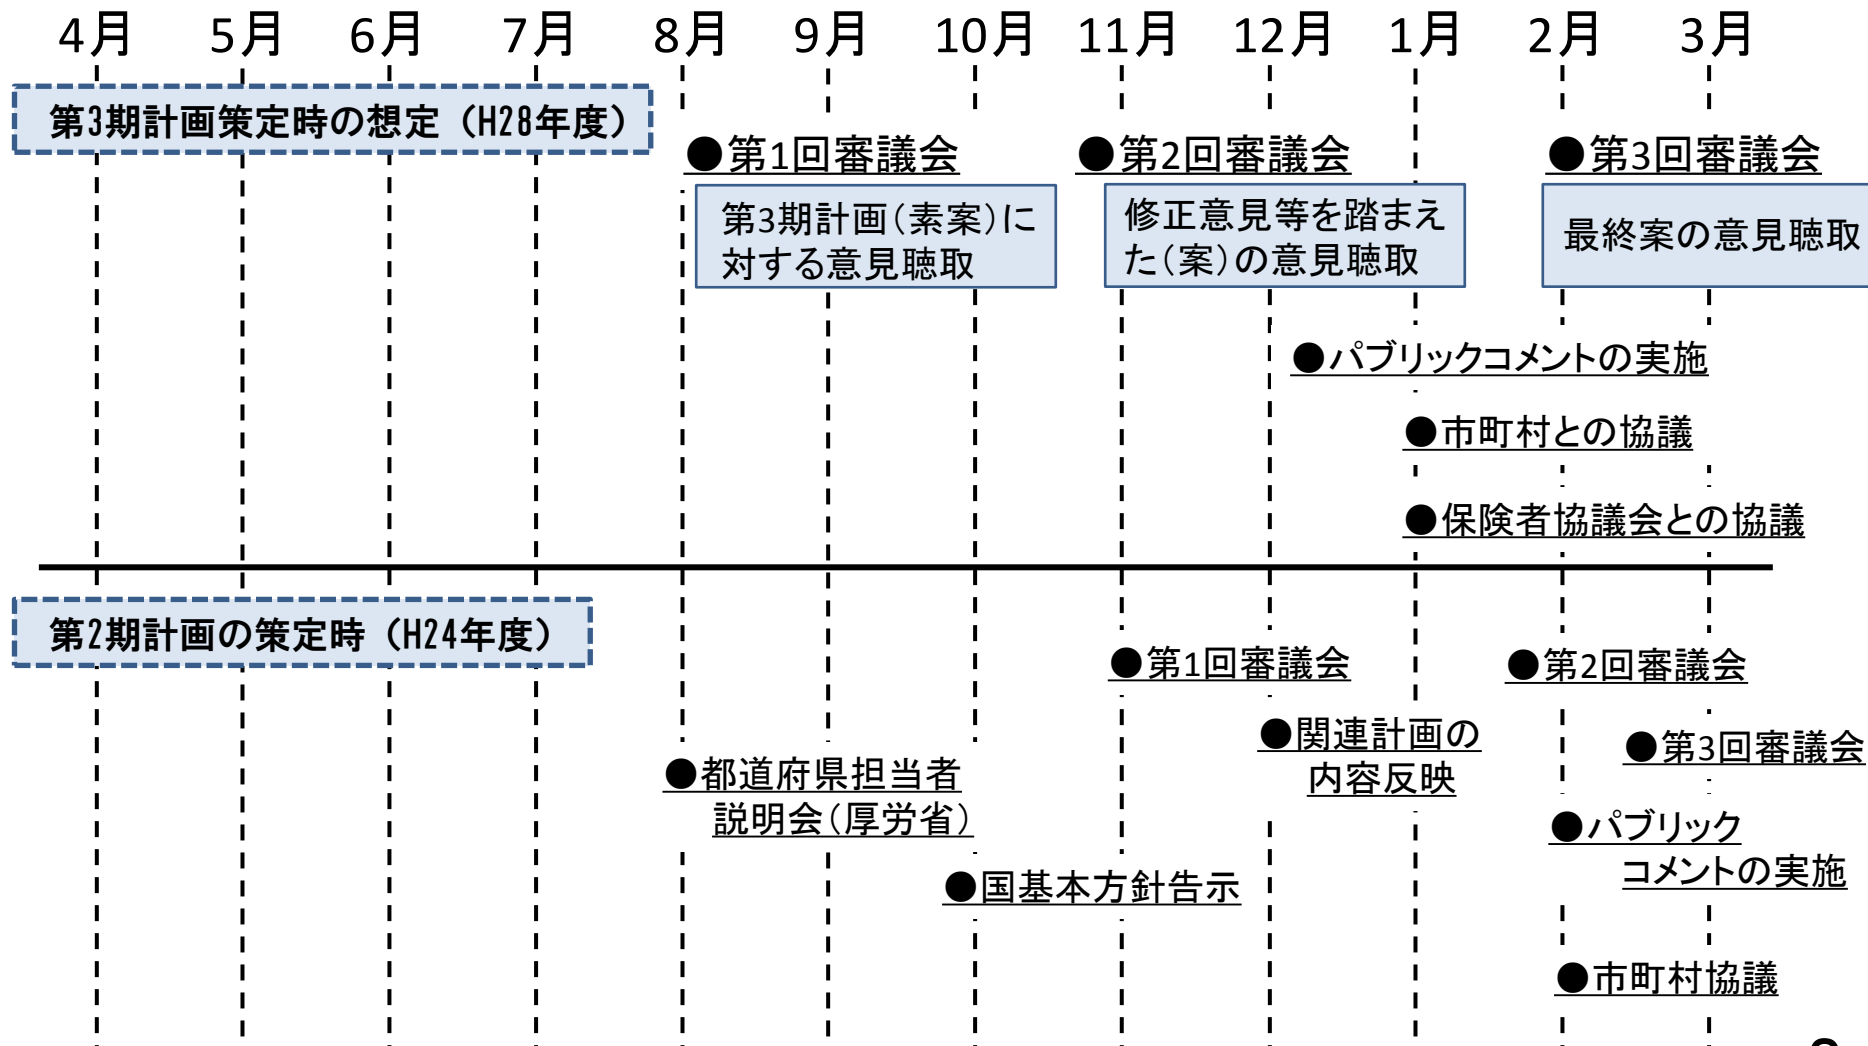 4月 5月 6月 7月 8月 9月 10月 11月 12月 1月 2月 3月
第3期計画策定時の想定（H28年度）
●第1回審議会
●第2回審議会
●第3回審議会
第3期計画（素案）に
対する意見聴取
修正意見等を踏まえ
た（案）の意見聴取
最終案の意見聴取
●パブリックコメントの実施
●市町村との協議
●保険者協議会との協議
第2期計画の策定時（H24年度）
●第1回審議会
●第2回審議会
●関連計画の
内容反映
●第3回審議会
●都道府県担当者
説明会（厚労省）
●パブリック
コメントの実施
●国基本方針告示
●市町村協議